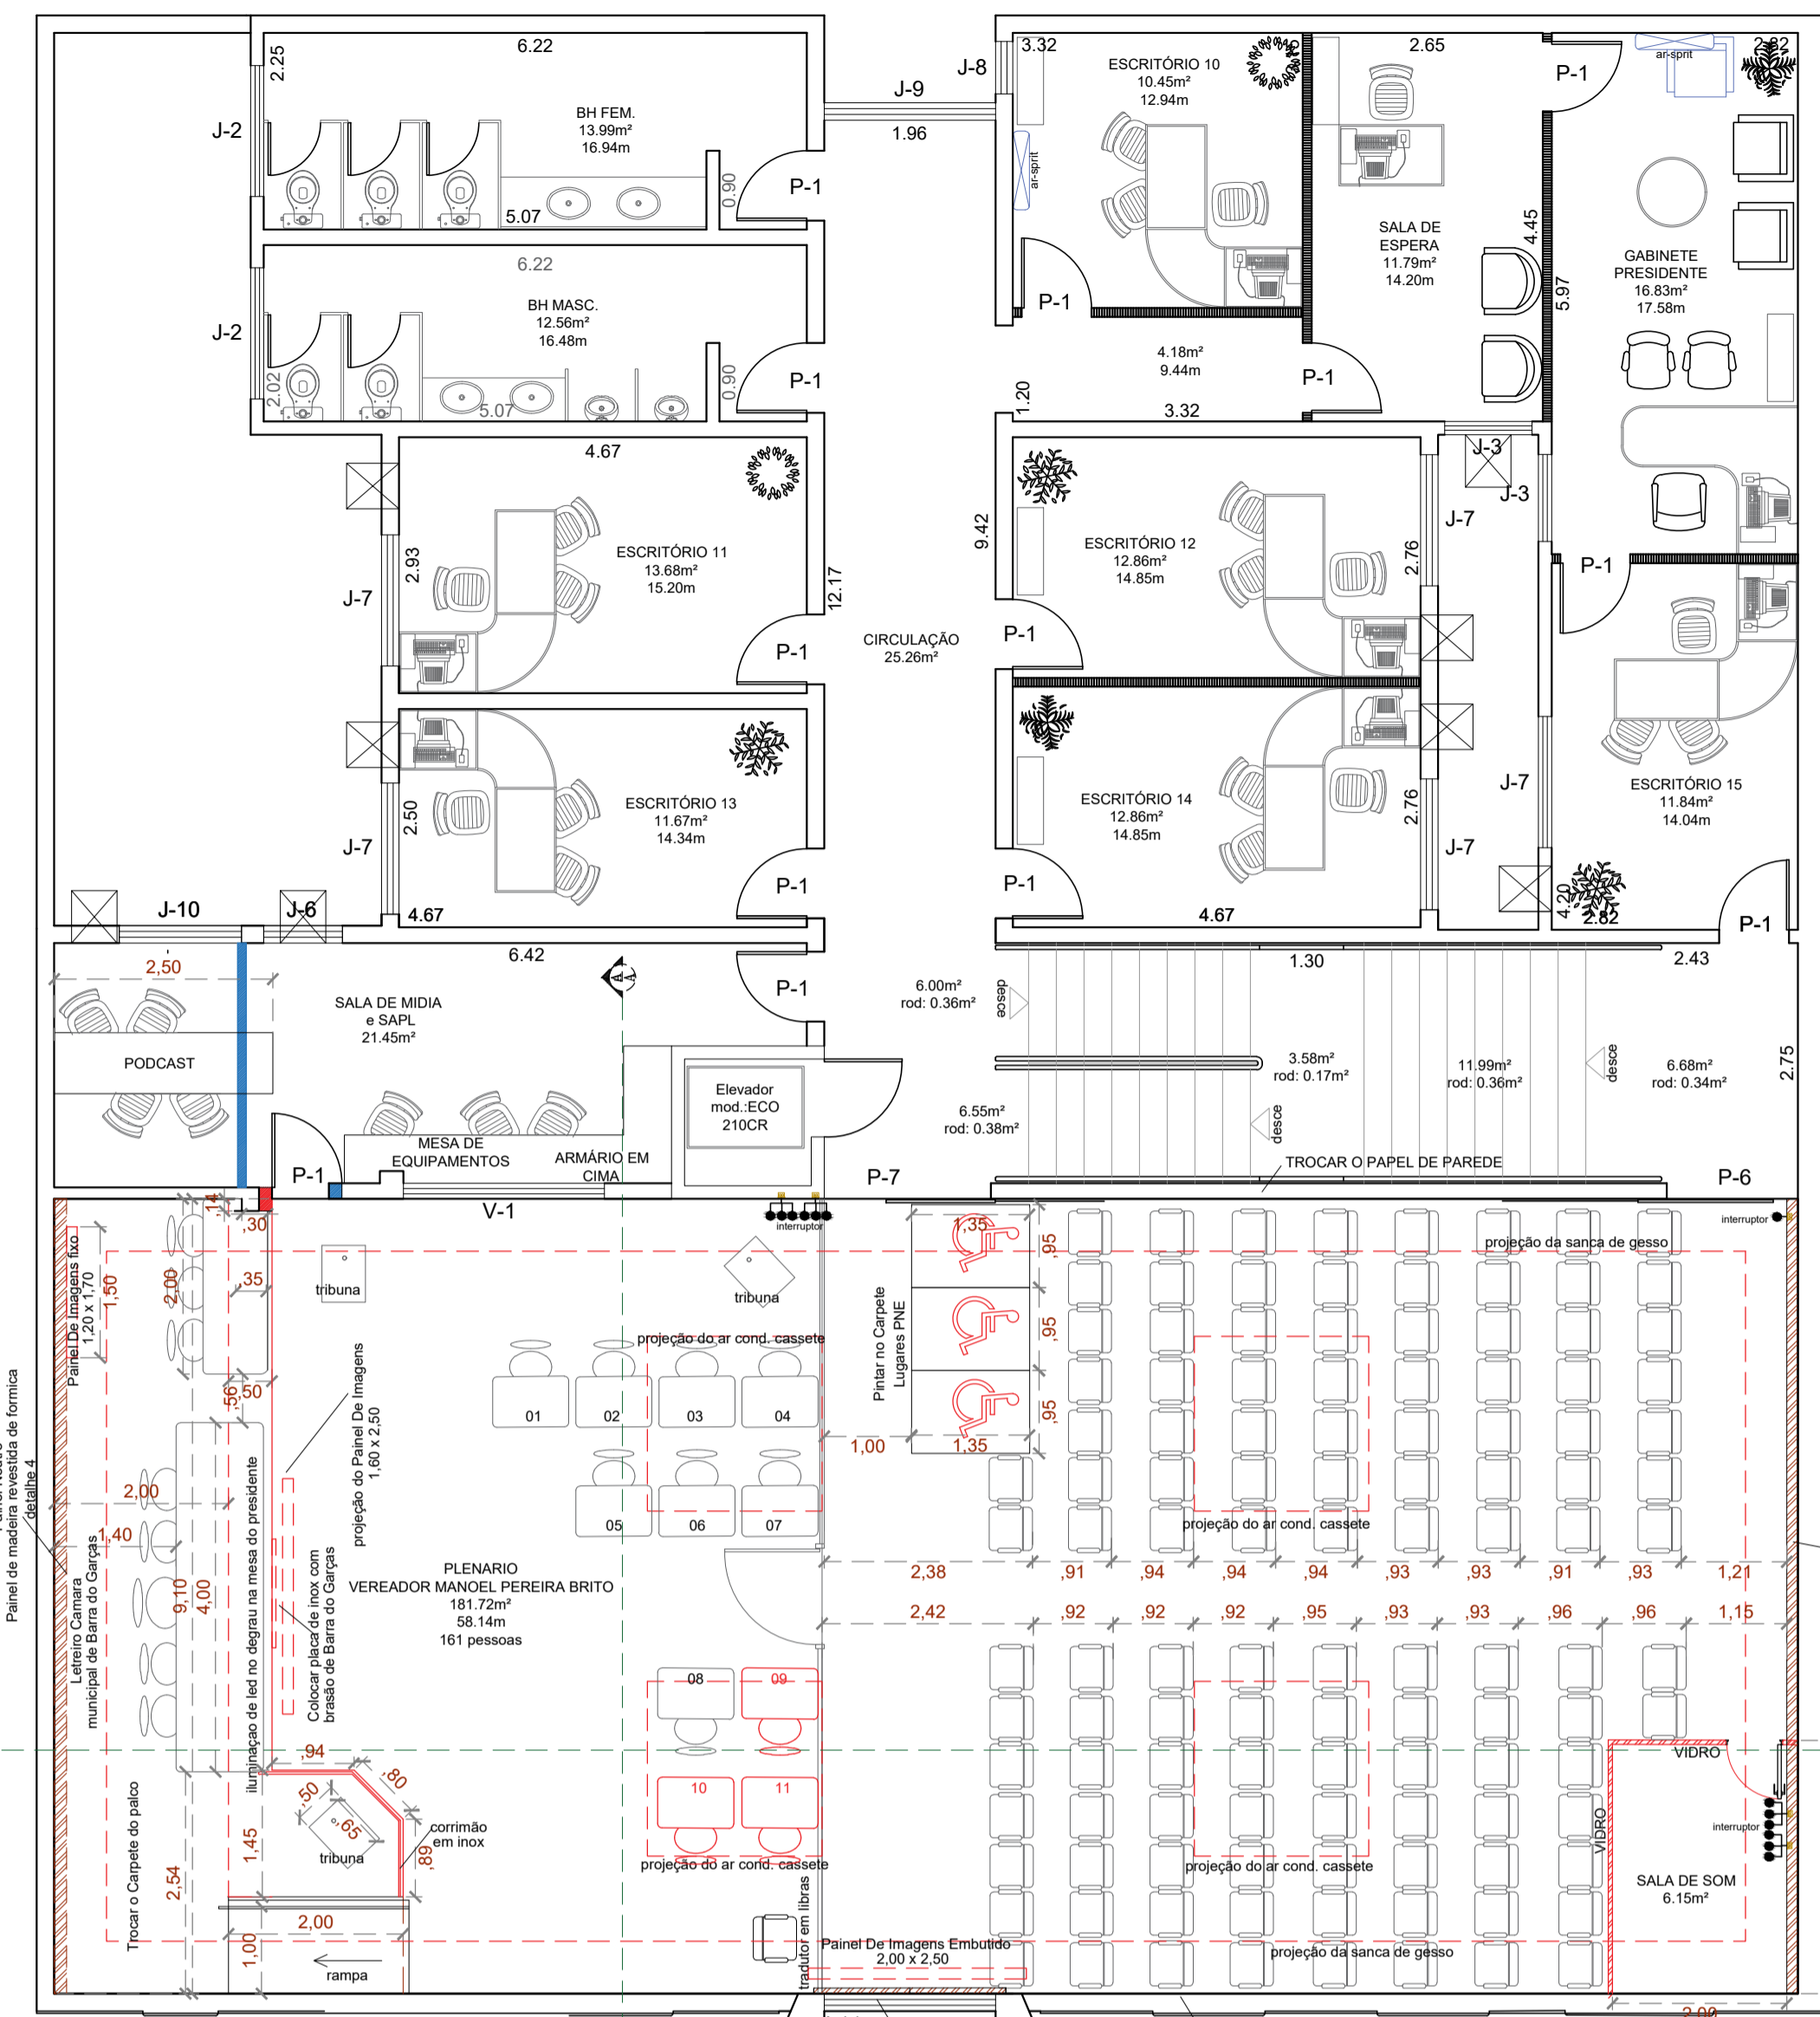 6.22
2.25
J-2
BH FEM.
13.99m²
16.94m
5.07
0.90
P-1
J-9
1.96
J-8
3.32
ESCRITÓRIO 10
10.45m²
12.94m
ar-sprit
P-1
2.65
SALA DE
ESPERA
11.79m²
14.20m
4.45
P-1
ar-sprit
2.82
GABINETE
PRESIDENTE
16.83m²
17.58m
5.97
6.22
J-2
BH MASC.
12.56m²
16.48m
2.02
5.07
0.90
P-1
4.18m²
9.44m
1.20
3.32
P-1
4.67
ESCRITÓRIO 11
13.68m²
15.20m
2.93
J-7
P-1
12.17
9.42
CIRCULAÇÃO
25.26m²
ESCRITÓRIO 12
12.86m²
14.85m
2.76
P-1
J-3
J-3
J-7
P-1
ESCRITÓRIO 13
11.67m²
14.34m
2.50
J-7
4.67
P-1
ESCRITÓRIO 14
12.86m²
14.85m
2.76
4.67
P-1
J-7
J-7
ESCRITÓRIO 15
11.84m²
14.04m
4.20
2.82
P-1
J-10
J-6
2,50
PODCAST
6.42
SALA DE MIDIA
e SAPL
21.45m²
A
A
P-1
MESA DE
EQUIPAMENTOS
ARMÁRIO EM
CIMA
Elevador
mod.:ECO
210CR
P-1
V-1
6.00m²
rod: 0.36m²
desce
1.30
2.43
3.58m²
rod: 0.17m²
11.99m²
rod: 0.36m²
desce
6.68m²
rod: 0.34m²
2.75
6.55m²
rod: 0.38m²
desce
TROCAR O PAPEL DE PAREDE
P-7
P-6
interruptor
interruptor
,14
,30
,35
2,00
1,50
Painel De Imagens fixo
1,20 x 1,70
tribuna
tribuna
projeção do ar cond. cassete
projeção do Painel De Imagens
1,60 x 2,50
01
02
03
04
05
06
07
,56
,50
Painel de madeira revestida de formica
detalhe 4
2,00
1,40
9,10
4,00
Letreiro Camara
municipal de Barra do Garças
iluminaçao de led no degrau na mesa do presidente
Colocar placa de inox com
brasão de Barra do Garças
PLENARIO
VEREADOR MANOEL PEREIRA BRITO
181.72m²
58.14m
161 pessoas
08
09
10
11
projeção do ar cond. cassete
Trocar o Carpete do palco
2,54
1,45
,94
,80
,50
,65
tribuna
,89
corrimão
em inox
2,00
1,00
rampa
tradutor em libras
Painel De Imagens Embutido
2,00 x 2,50
1,35
,95
,95
,95
Pintar no Carpete
Lugares PNE
1,00
1,35
projeção da sanca de gesso
projeção do ar cond. cassete
2,38
,91
,94
,94
,94
,93
,93
,91
,93
1,21
2,42
,92
,92
,92
,95
,93
,93
,96
,96
1,15
projeção do ar cond. cassete
projeção da sanca de gesso
VIDRO
VIDRO
interruptor
SALA DE SOM
6.15m²